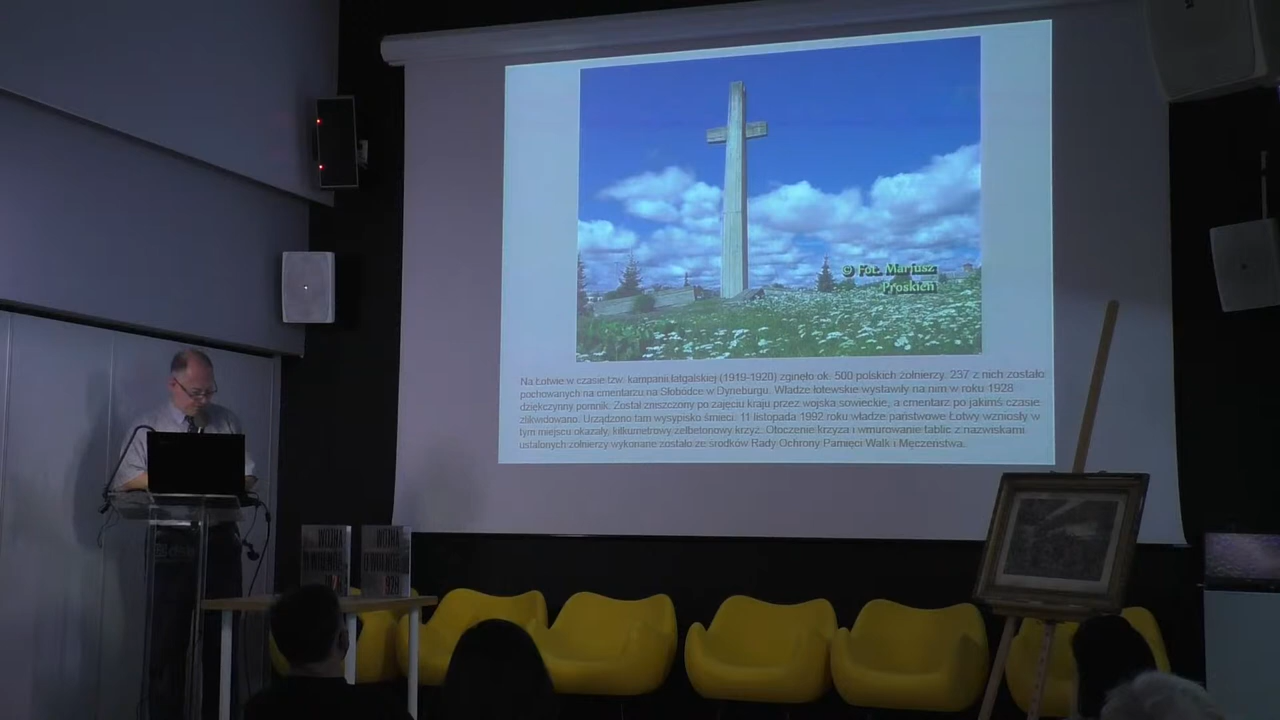 © Fot. Mariusz
Proskień
Na Łotwie w czasie tzw. kampanii łatgalskiej (1919-1920) zginęło ok. 500 polskich żołnierzy. 237 z nich zostało
pochowanych na cmentarzu na Słobódce w Dyneburgu. Władze łotewskie wystawiły na nim w roku 1928
dziękczynny pomnik. Został zniszczony po zajęciu kraju przez wojska sowieckie, a cmentarz po jakimś czasie
zlikwidowano. Urządzono tam wysypisko śmieci. 11 listopada 1992 roku władze państwowe Łotwy wzniosły w
tym miejscu okazały, kilkumetrowy żelbetonowy krzyż. Otoczenie krzyża i wmurowanie tablic z nazwiskami
ustalonych żołnierzy wykonane zostało ze środków Rady Ochrony Pamięci Walk i Męczeństwa.
WOJNA
WOJNA